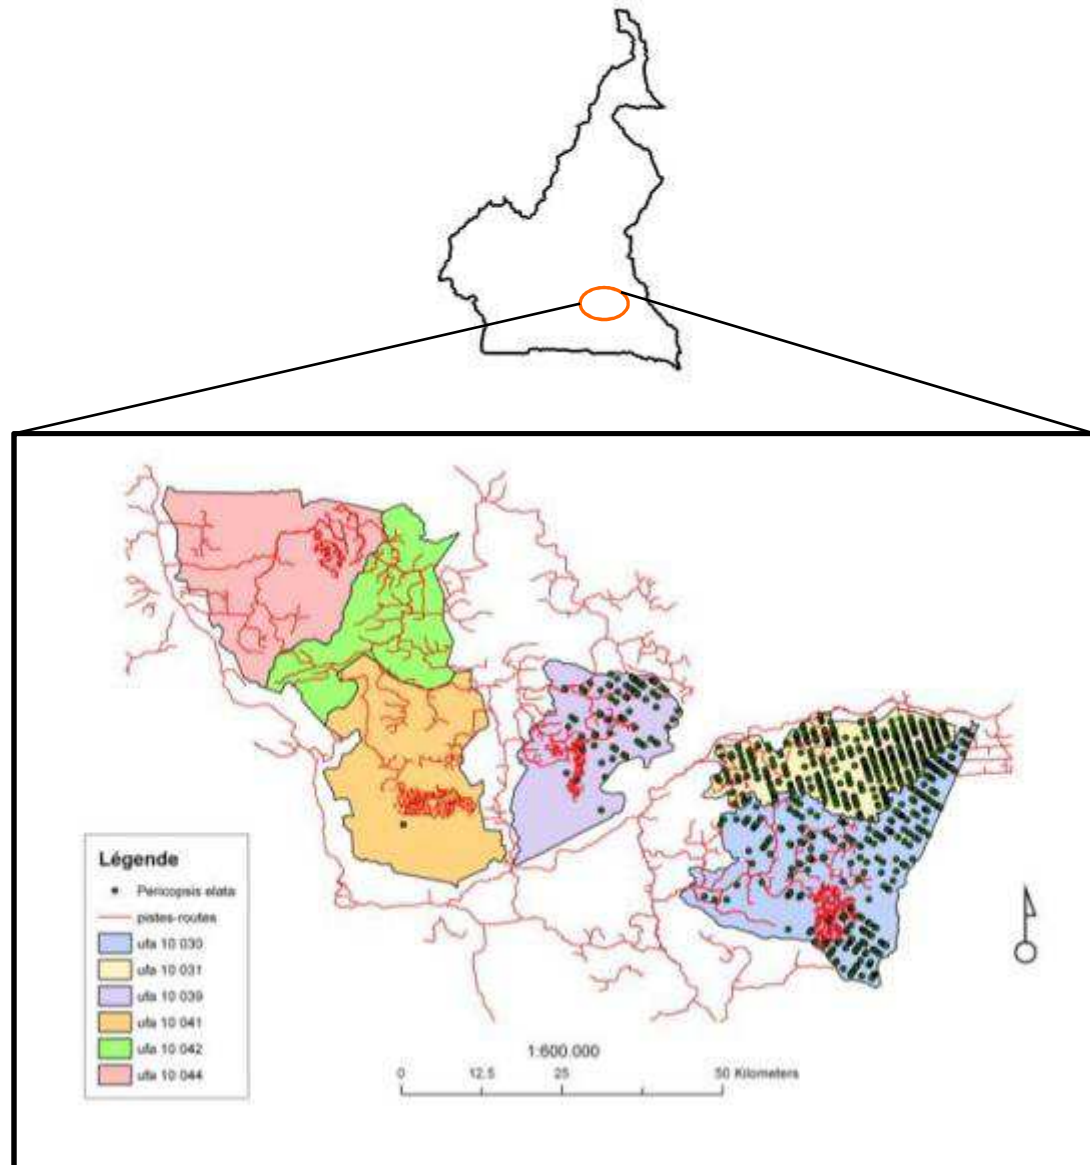 Légende
Pericopsis elata
pistes-routes
ufa 10 030
ufa 10 031
ufa 10 039
ufa 10 041
ufa 10 042
ufa 10 044
1:600.000
0 12.5 25 50 Kilometers